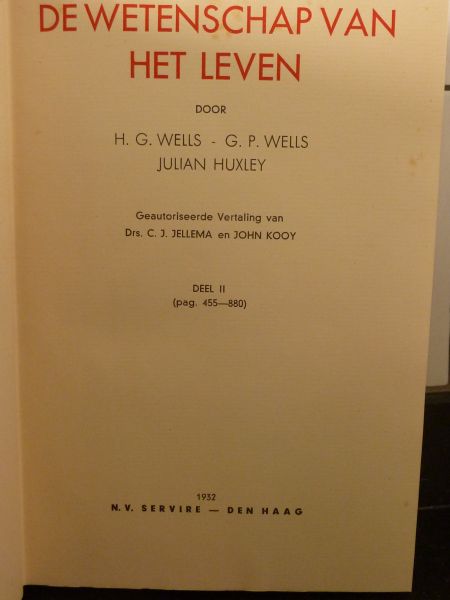 DE WETENSCHAP VAN
HET LEVEN
DOOR
H. G. WELLS - G. P. WELLS
JULIAN HUXLEY
Geautoriseerde Vertaling van
Drs. C. J. JELLEMA en JOHN KOOY
DEEL II
(pag. 455—880)
1932
N.V. SERVIRE — DEN HAAG